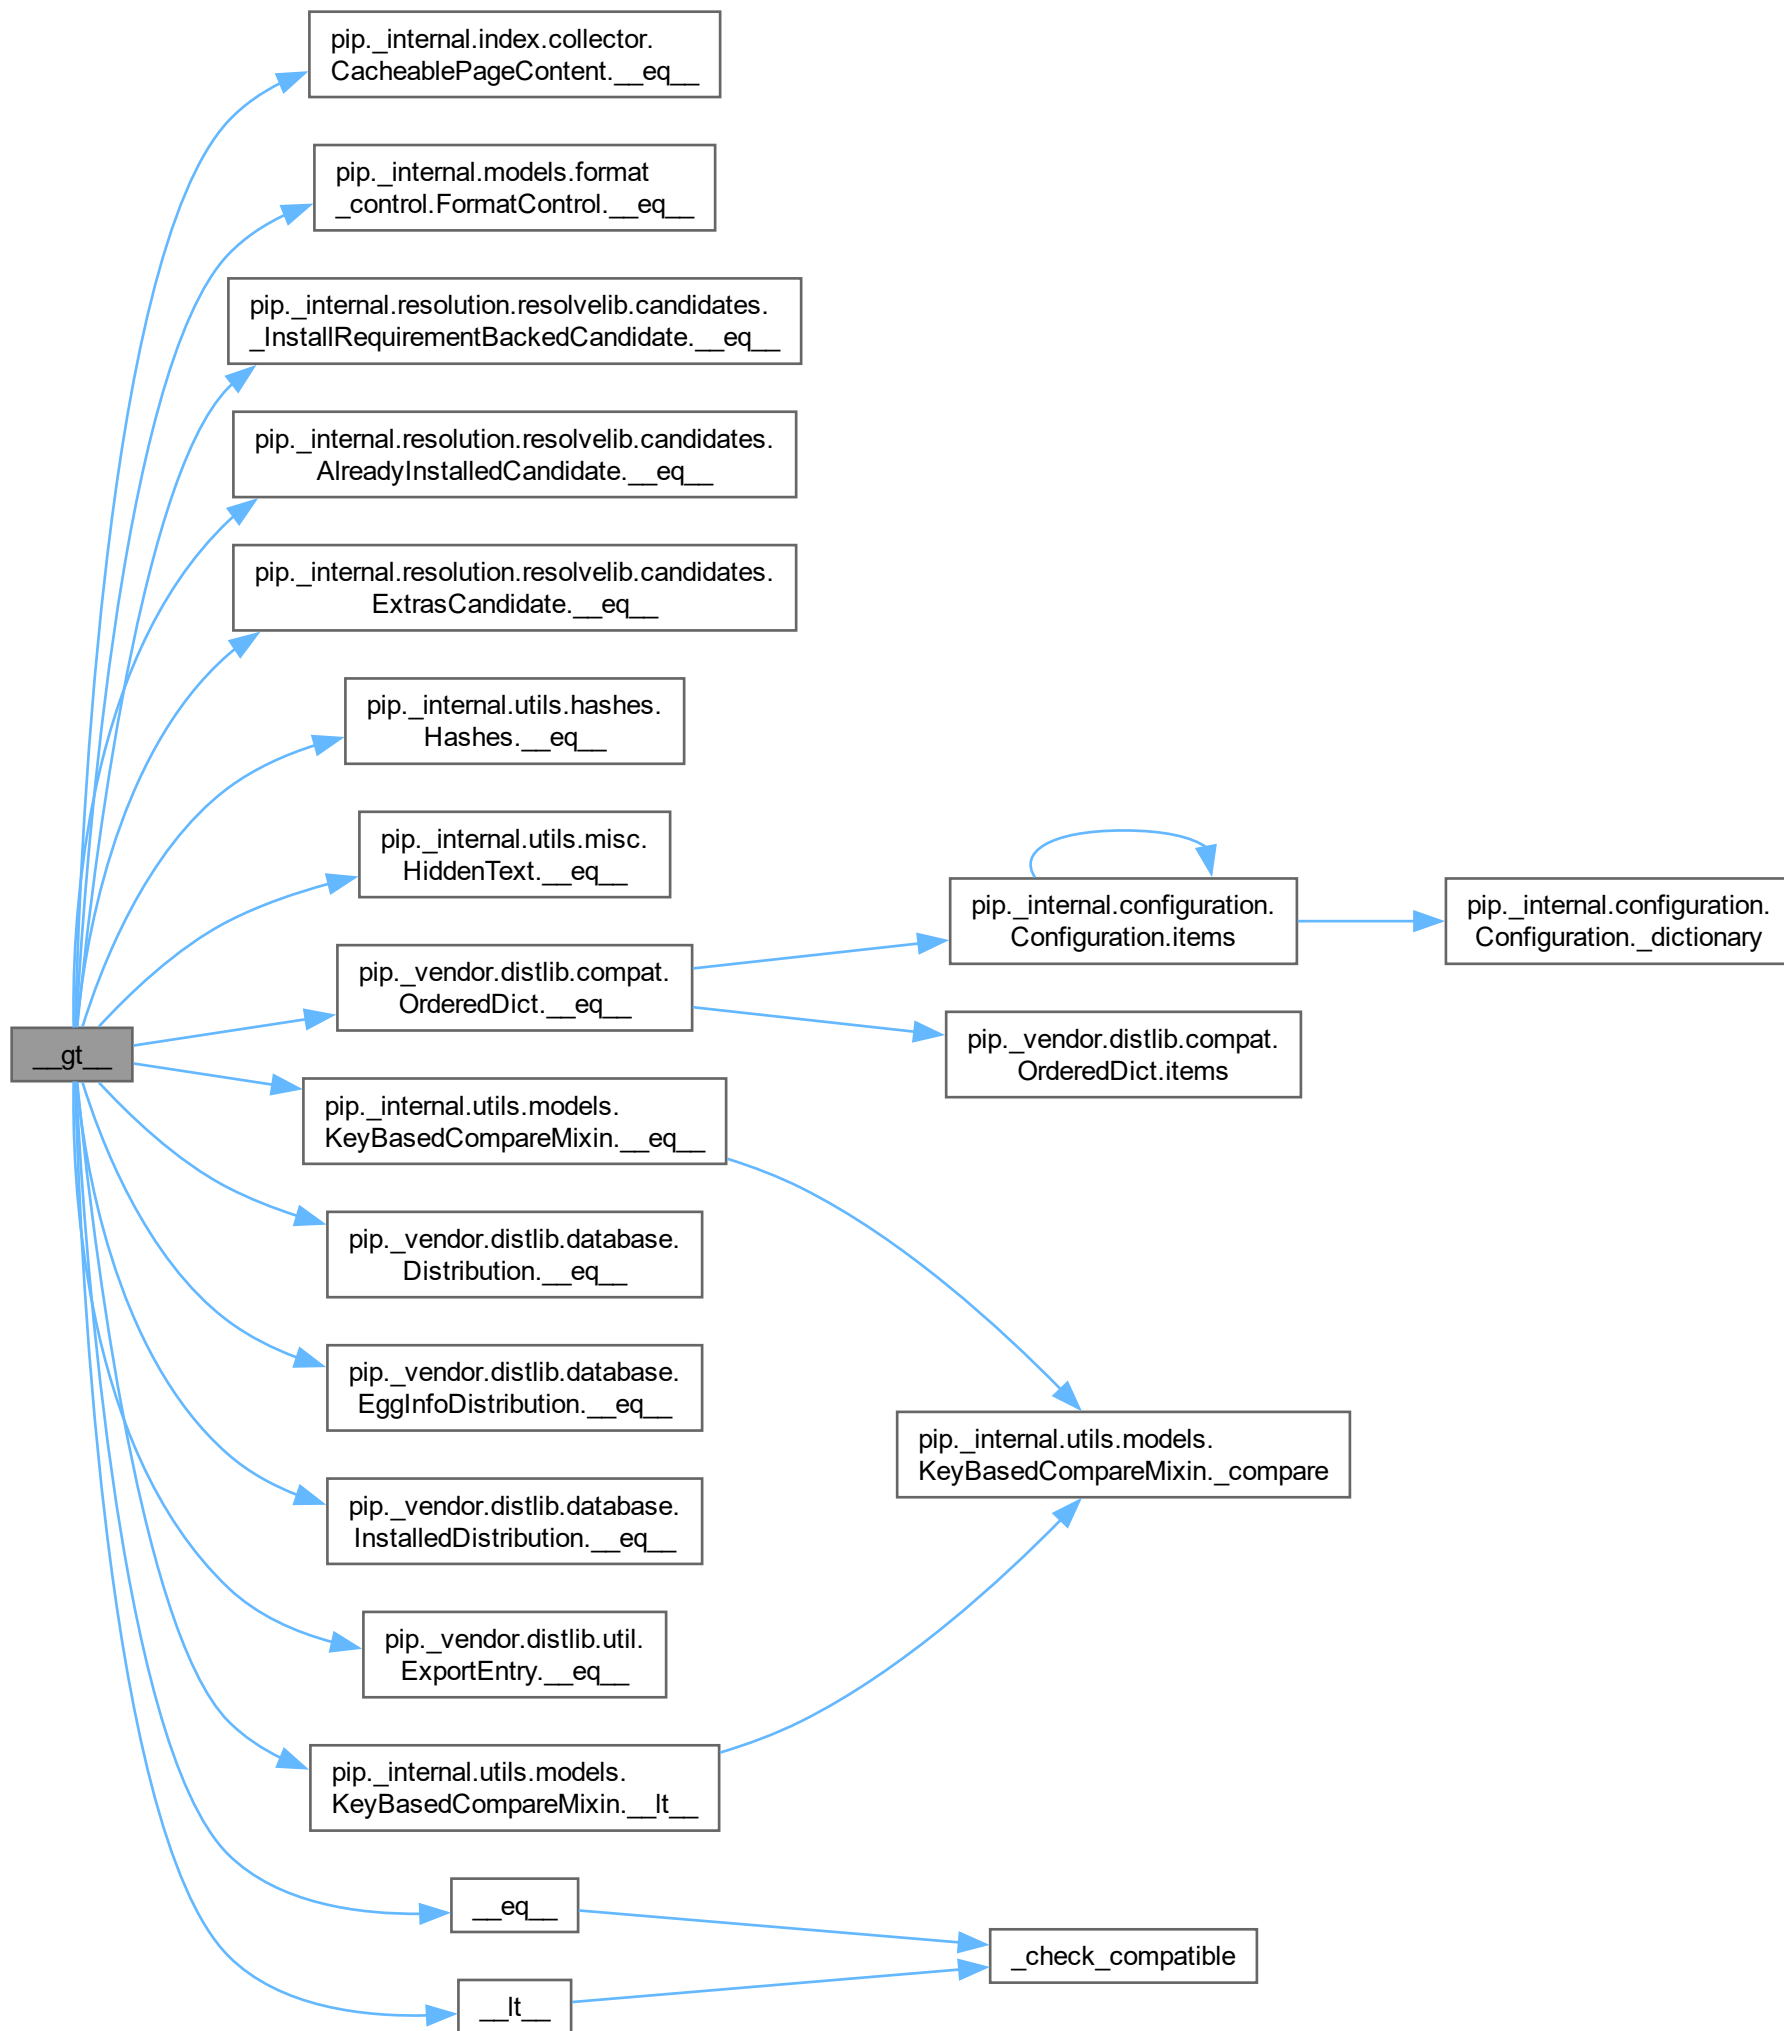 pip._internal.index.collector.
CacheablePageContent.__eq__
pip._internal.models.format
_control.FormatControl.__eq__
pip._internal.resolution.resolvelib.candidates.
_InstallRequirementBackedCandidate.__eq__
pip._internal.resolution.resolvelib.candidates.
AlreadyInstalledCandidate.__eq__
pip._internal.resolution.resolvelib.candidates.
ExtrasCandidate.__eq__
pip._internal.utils.hashes.
Hashes.__eq__
pip._internal.utils.misc.
HiddenText.__eq__
pip._internal.configuration.
Configuration.items
pip._internal.configuration.
Configuration._dictionary
pip._vendor.distlib.compat.
OrderedDict.__eq__
pip._vendor.distlib.compat.
OrderedDict.items
__gt__
pip._internal.utils.models.
KeyBasedCompareMixin.__eq__
pip._vendor.distlib.database.
Distribution.__eq__
pip._vendor.distlib.database.
EggInfoDistribution.__eq__
pip._internal.utils.models.
KeyBasedCompareMixin._compare
pip._vendor.distlib.database.
InstalledDistribution.__eq__
pip._vendor.distlib.util.
ExportEntry.__eq__
pip._internal.utils.models.
KeyBasedCompareMixin.__lt__
__eq__
_check_compatible
__lt__